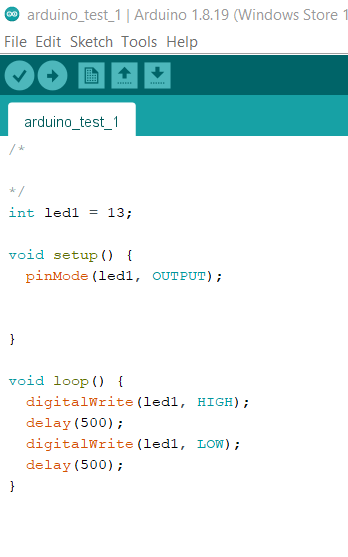 arduino_test_1 | Arduino 1.8.19 (Windows Store 1
File Edit Sketch Tools Help
arduino_test_1
/*

*/
int led1 = 13;

void setup() {
  pinMode(led1, OUTPUT);


}

void loop() {
  digitalWrite(led1, HIGH);
  delay(500);
  digitalWrite(led1, LOW);
  delay(500);
}